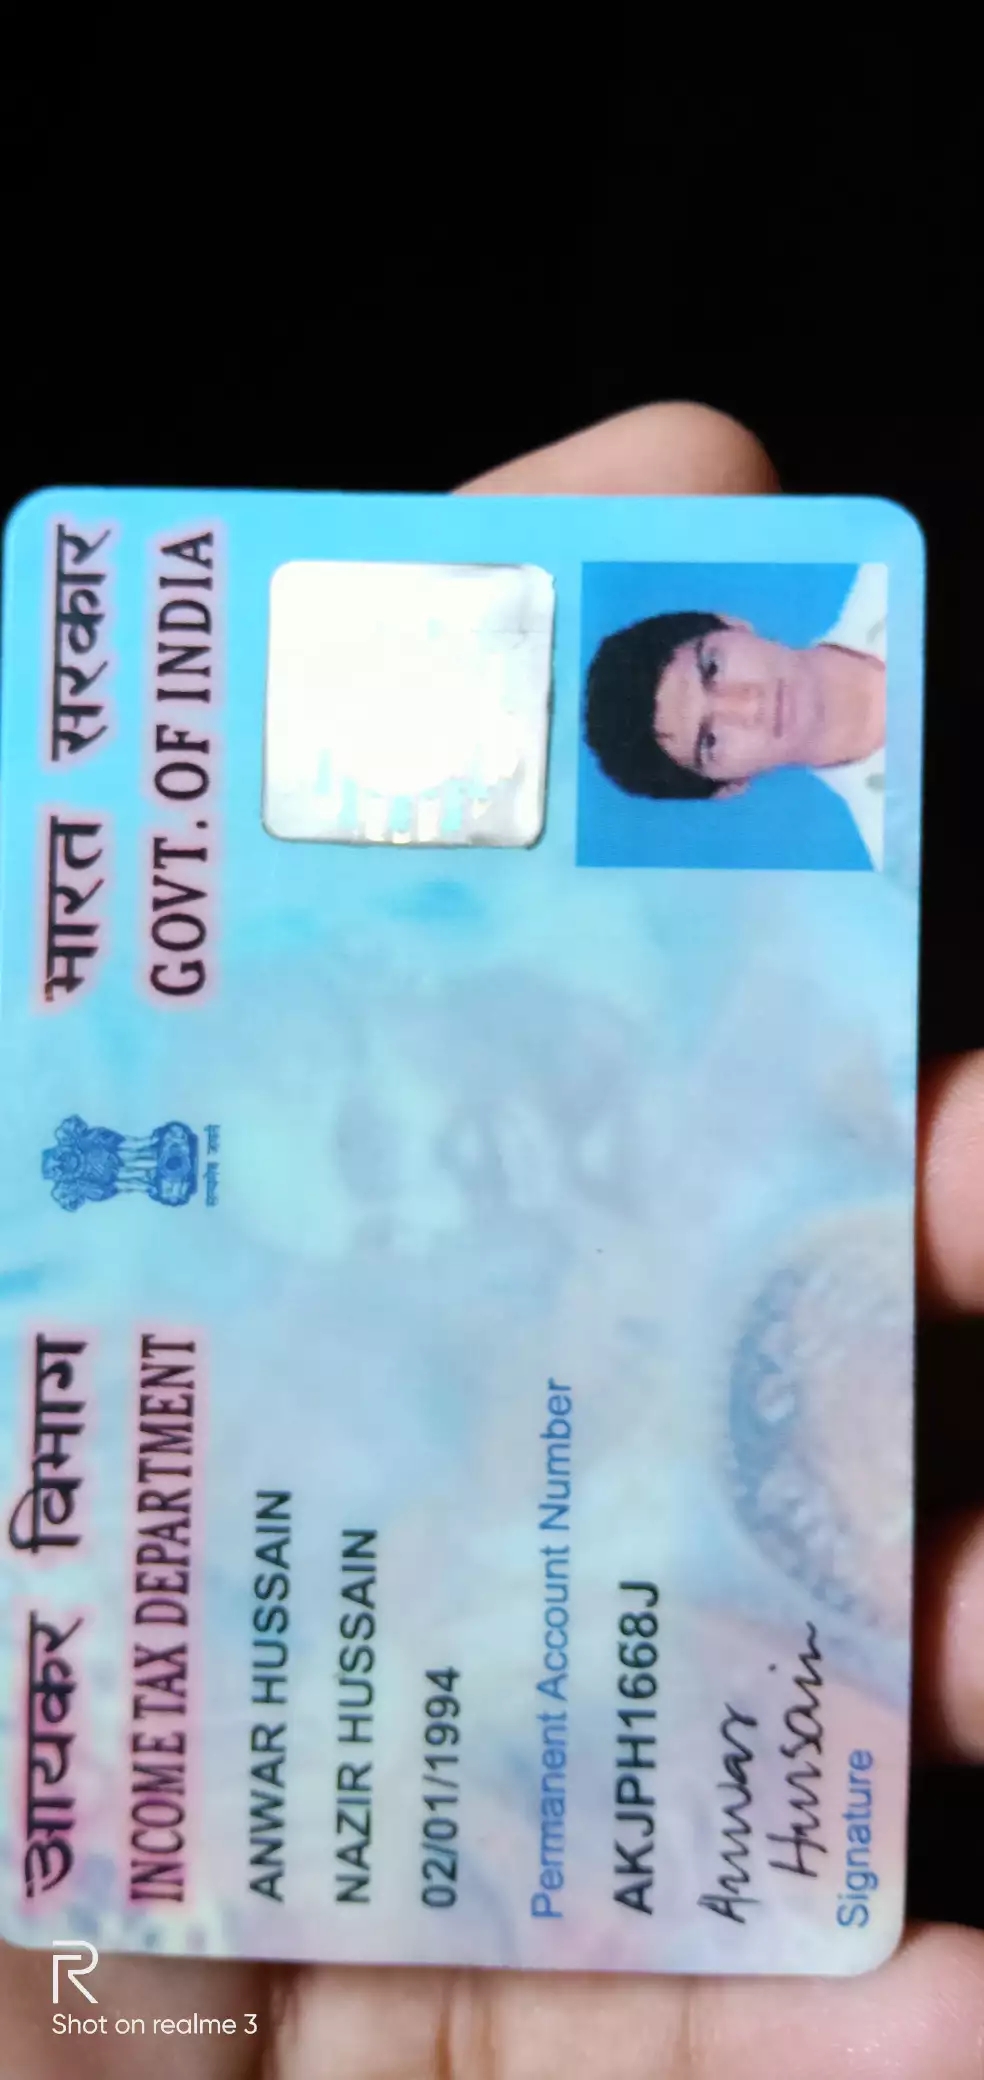 आयकर विभाग
INCOME TAX DEPARTMENT
सत्यमेव जयते
भारत सरकार
GOVT. OF INDIA
ANWAR HUSSAIN
NAZIR HUSSAIN
02/01/1994
Permanent Account Number
AKJPH1668J
Anwar
Hussain
Signature
Shot on realme 3